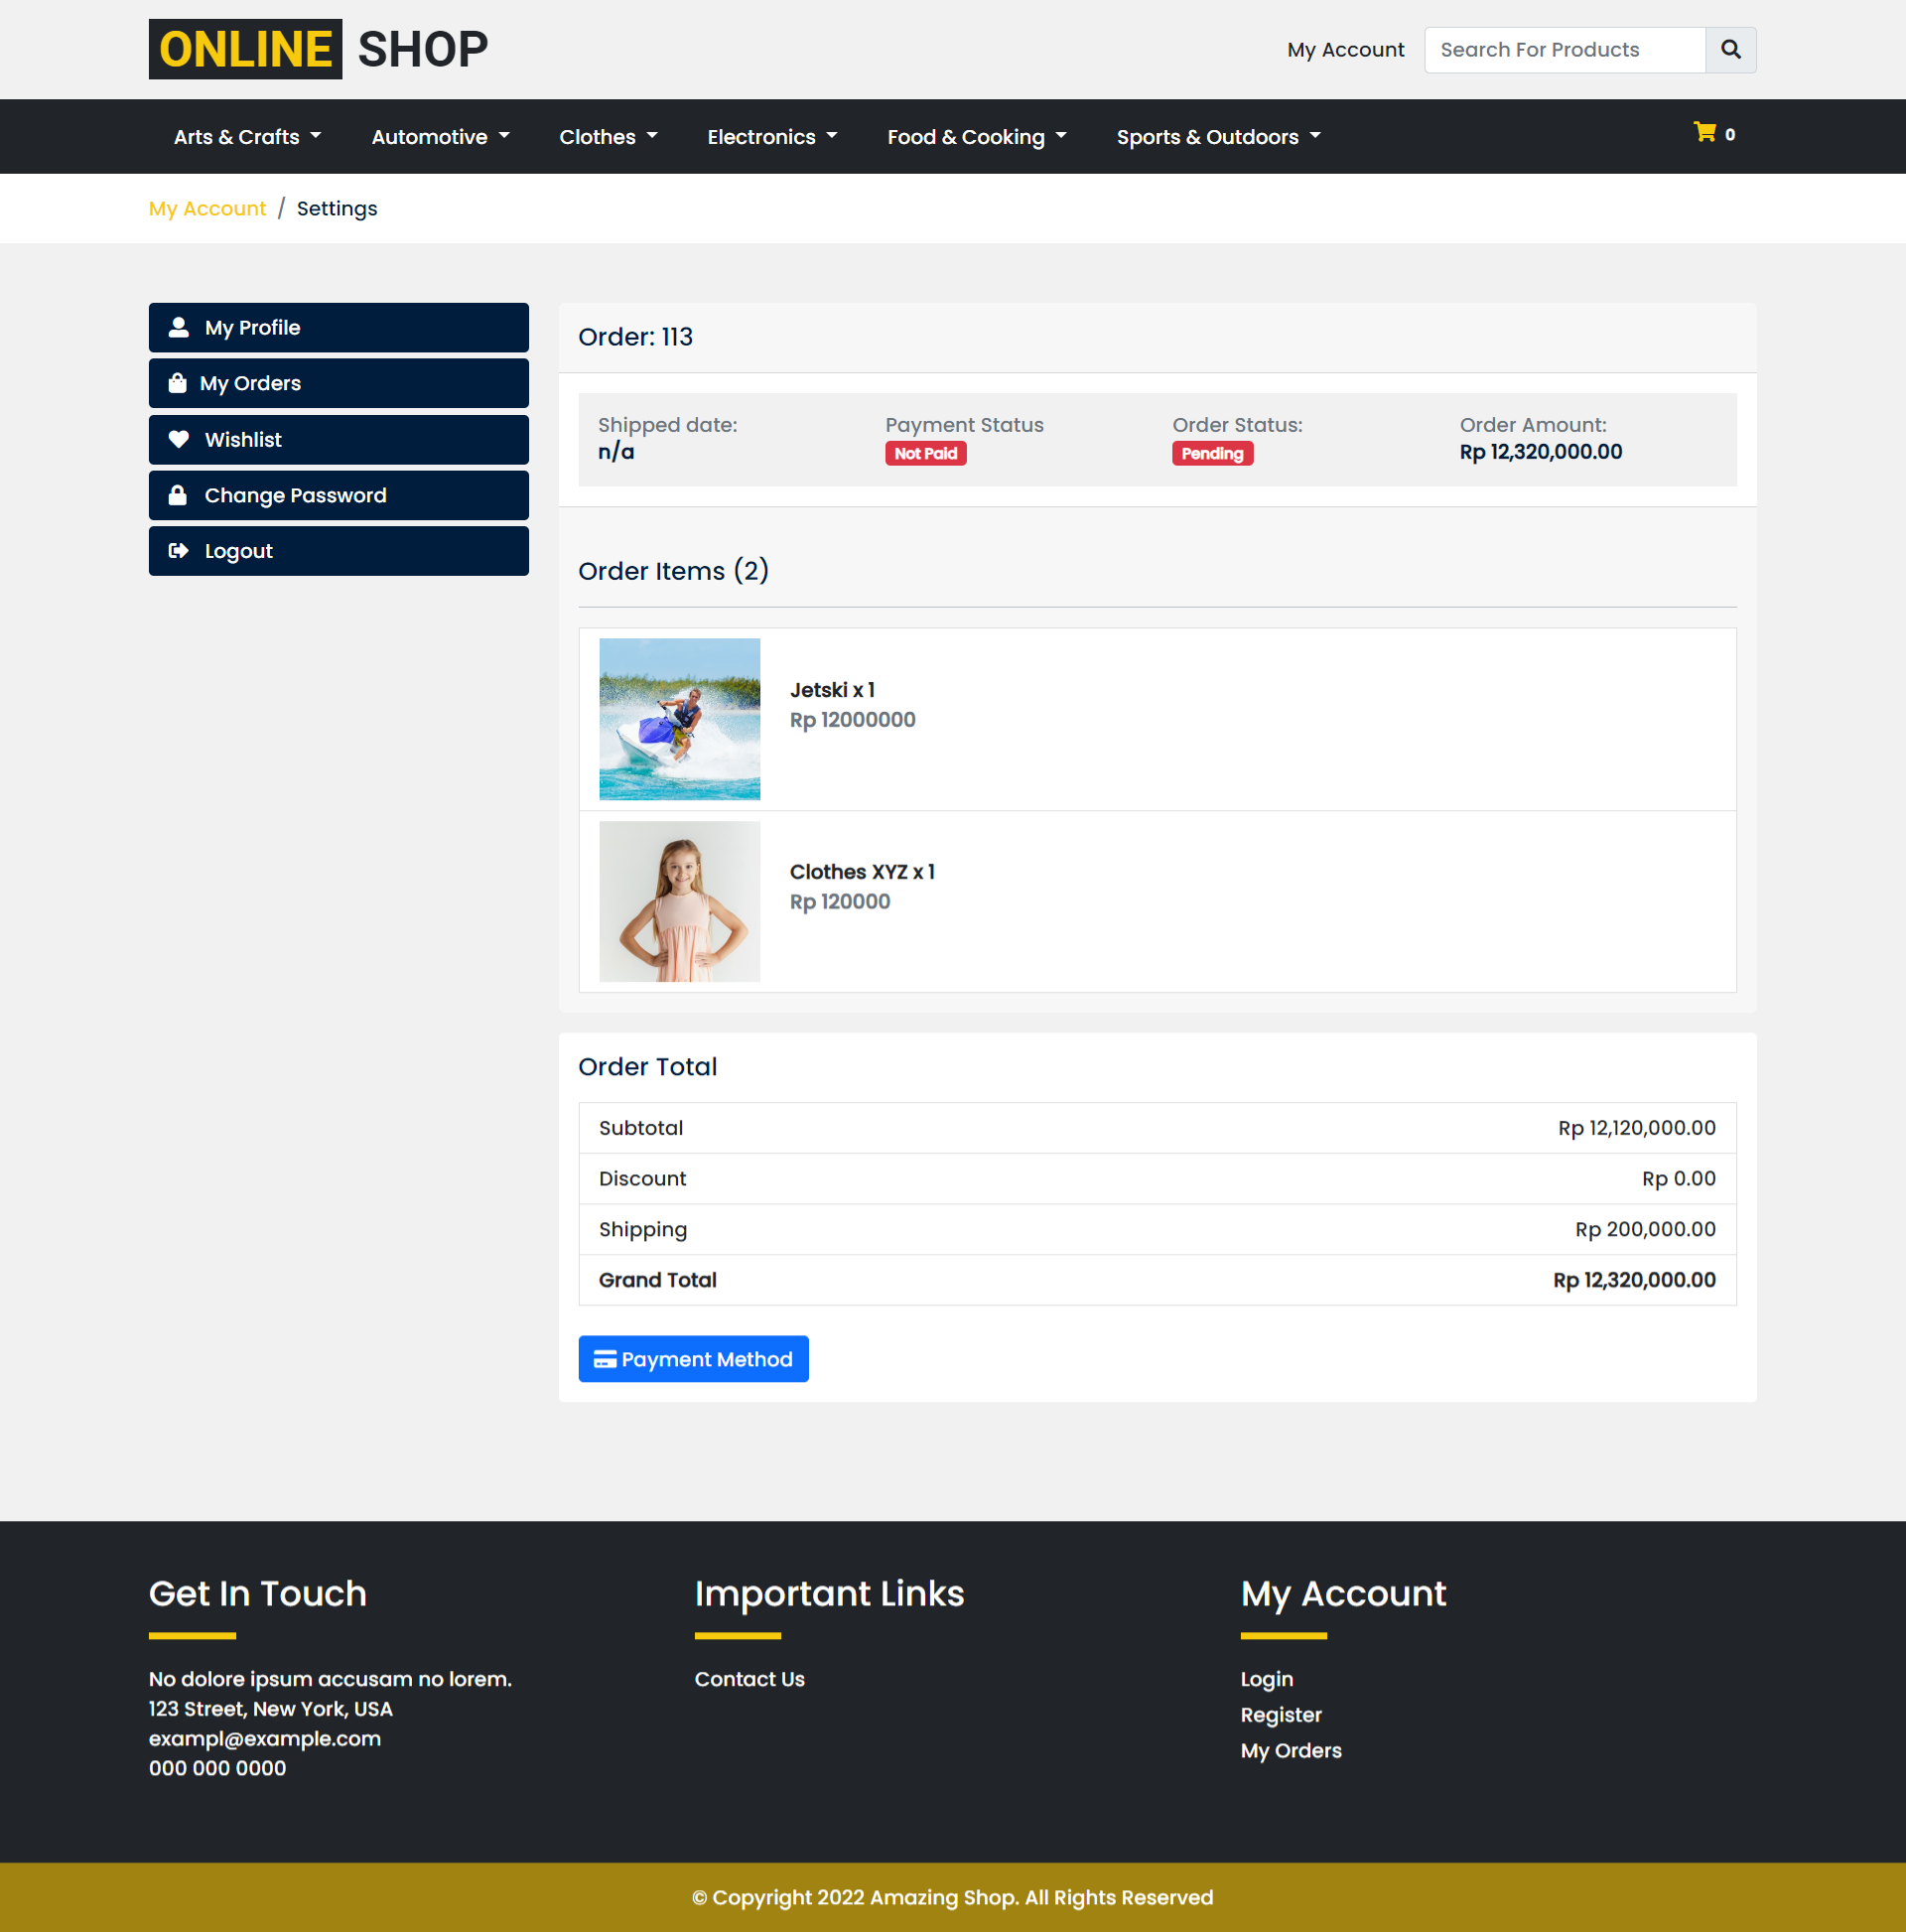 ONLINE SHOP
My Account
Search For Products
Arts & Crafts
Automotive
Clothes
Electronics
Food & Cooking
Sports & Outdoors
0
My Account / Settings
My Profile
My Orders
Wishlist
Change Password
Logout
Order: 113
Shipped date:
n/a
Payment Status
Not Paid
Order Status:
Pending
Order Amount:
Rp 12,320,000.00
Order Items (2)
Jetski x 1
Rp 12000000
Clothes XYZ x 1
Rp 120000
Order Total
Subtotal Rp 12,120,000.00
Discount Rp 0.00
Shipping Rp 200,000.00
Grand Total Rp 12,320,000.00
Payment Method
Get In Touch
No dolore ipsum accusam no lorem.
123 Street, New York, USA
exampl@example.com
000 000 0000
Important Links
Contact Us
My Account
Login
Register
My Orders
© Copyright 2022 Amazing Shop. All Rights Reserved